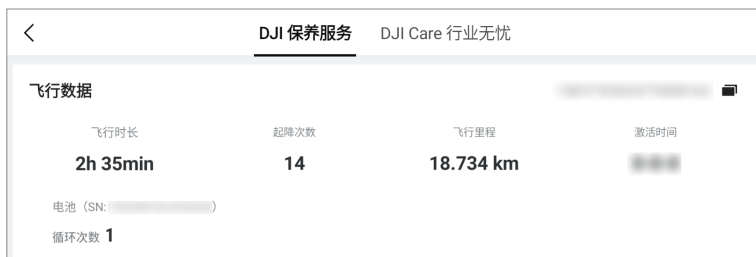 DJI 保养服务 DJI Care 行业无忧
飞行数据
飞行时长 起降次数 飞行里程 激活时间
2h 35min 14 18.734 km
电池（SN: ）
循环次数 1